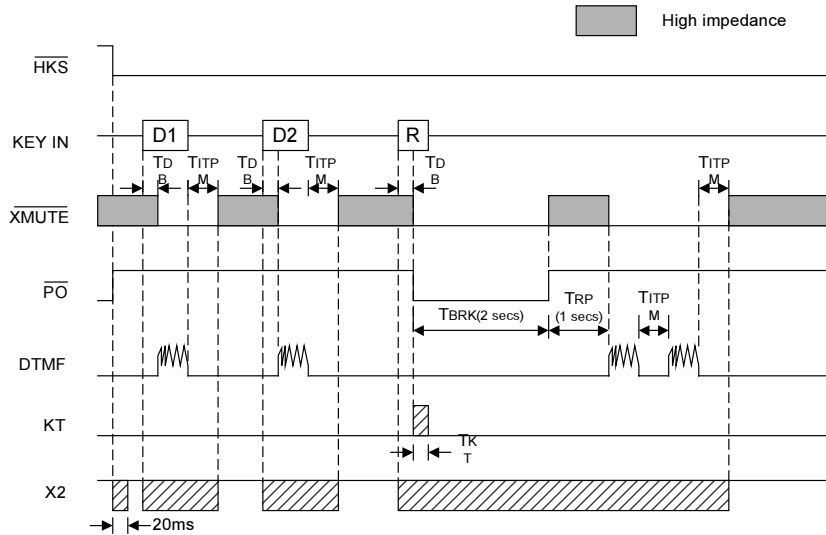 High impedance
HKS
KEY IN
D1
D2
R
TD
B
TITP
M
TD
B
TITP
M
TD
B
TITP
M
XMUTE
PO
TBRK(2 secs)
TRP
(1 secs)
TITP
M
DTMF
KT
TK
T
X2
20ms